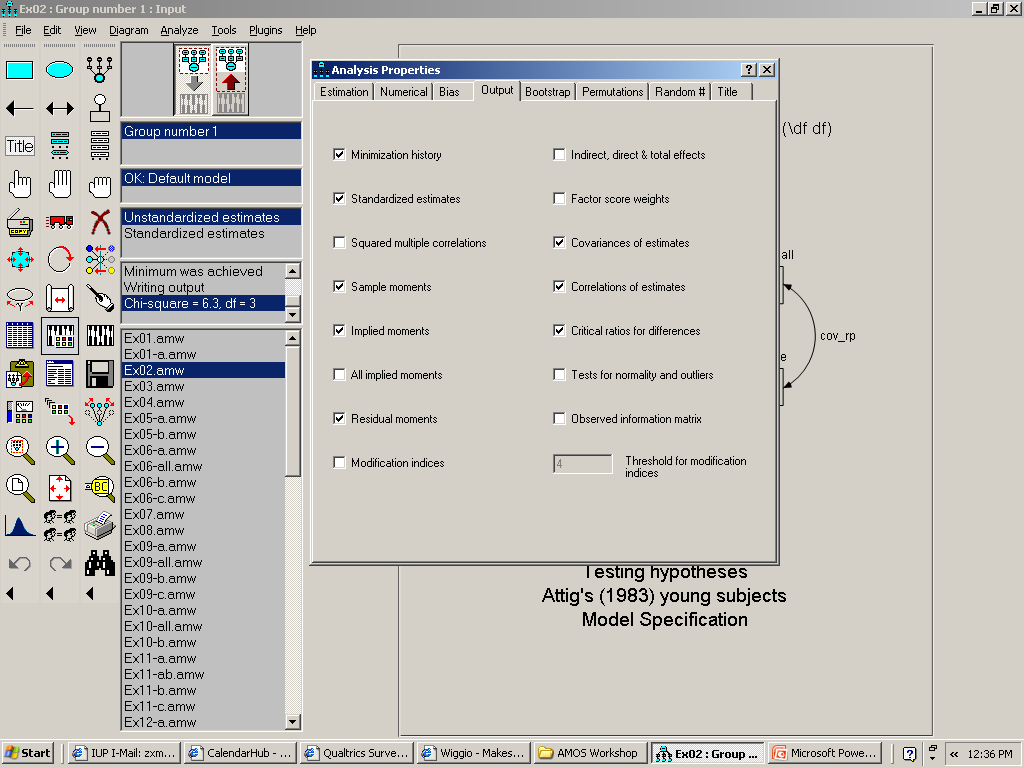 Ex02 : Group number 1 : Input
File Edit View Diagram Analyze Tools Plugins Help
Title
COPY
BC
Group number 1
OK: Default model
Unstandardized estimates
Standardized estimates
Minimum was achieved
Writing output
Chi-square = 6.3, df = 3
Ex01.amw
Ex01-a.amw
Ex02.amw
Ex03.amw
Ex04.amw
Ex05-a.amw
Ex05-b.amw
Ex06-a.amw
Ex06-all.amw
Ex06-b.amw
Ex06-c.amw
Ex07.amw
Ex08.amw
Ex09-a.amw
Ex09-all.amw
Ex09-b.amw
Ex09-c.amw
Ex10-a.amw
Ex10-all.amw
Ex10-b.amw
Ex11-a.amw
Ex11-ab.amw
Ex11-b.amw
Ex11-c.amw
Ex12-a.amw
Analysis Properties
Estimation Numerical Bias Output Bootstrap Permutations Random # Title
Minimization history
Standardized estimates
Squared multiple correlations
Sample moments
Implied moments
All implied moments
Residual moments
Modification indices
Indirect, direct & total effects
Factor score weights
Covariances of estimates
Correlations of estimates
Critical ratios for differences
Tests for normality and outliers
Observed information matrix
4
Threshold for modification
indices
(\df df)
all
cov_rp
e
Testing hypotheses
Attig's (1983) young subjects
Model Specification
Start IUP I-Mail: zxm... CalendarHub - ... Qualtrics Surve... Wiggio - Makes... AMOS Workshop Ex02 : Group ... Microsoft Powe... « 12:36 PM